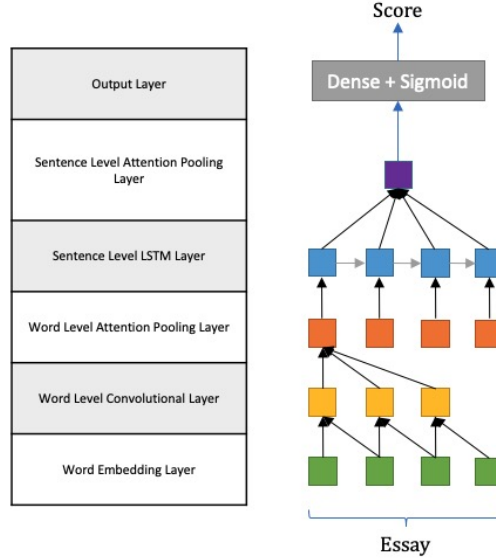 Score
Output Layer
Dense + Sigmoid
Sentence Level Attention Pooling
Layer
Sentence Level LSTM Layer
Word Level Attention Pooling Layer
Word Level Convolutional Layer
Word Embedding Layer
Essay